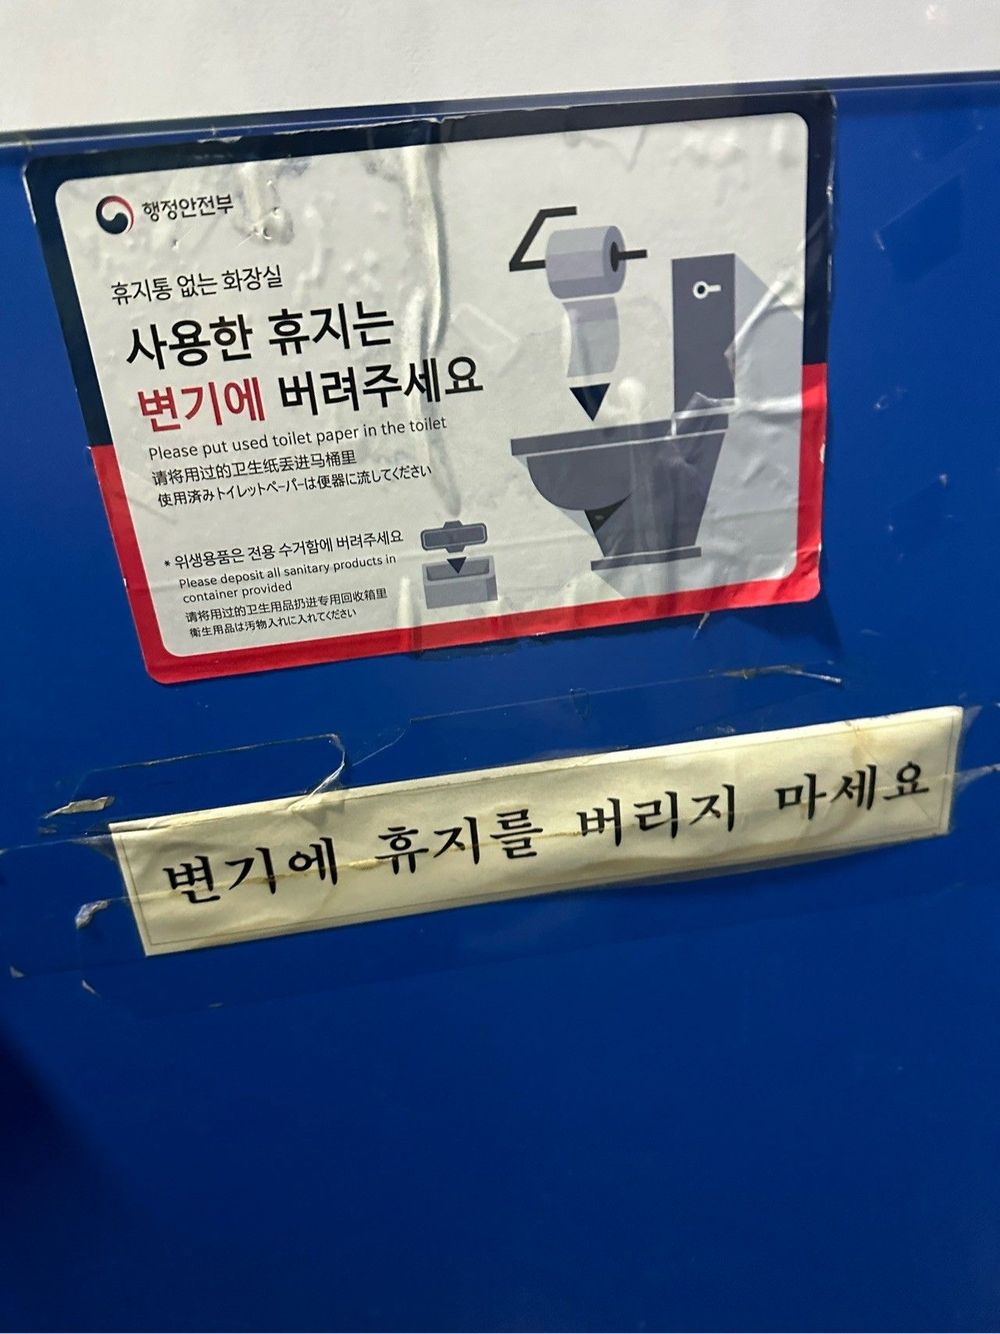 행정안전부
휴지통 없는 화장실
사용한 휴지는
변기에 버려주세요
Please put used toilet paper in the toilet
请将用过的卫生纸丢进马桶里
使用済みトイレットペーパーは便器に流してください
* 위생용품은 전용 수거함에 버려주세요
Please deposit all sanitary products in
container provided
请将用过的卫生用品扔进专用回收箱里
衛生用品は汚物入れに入れてください
변기에 휴지를 버리지 마세요